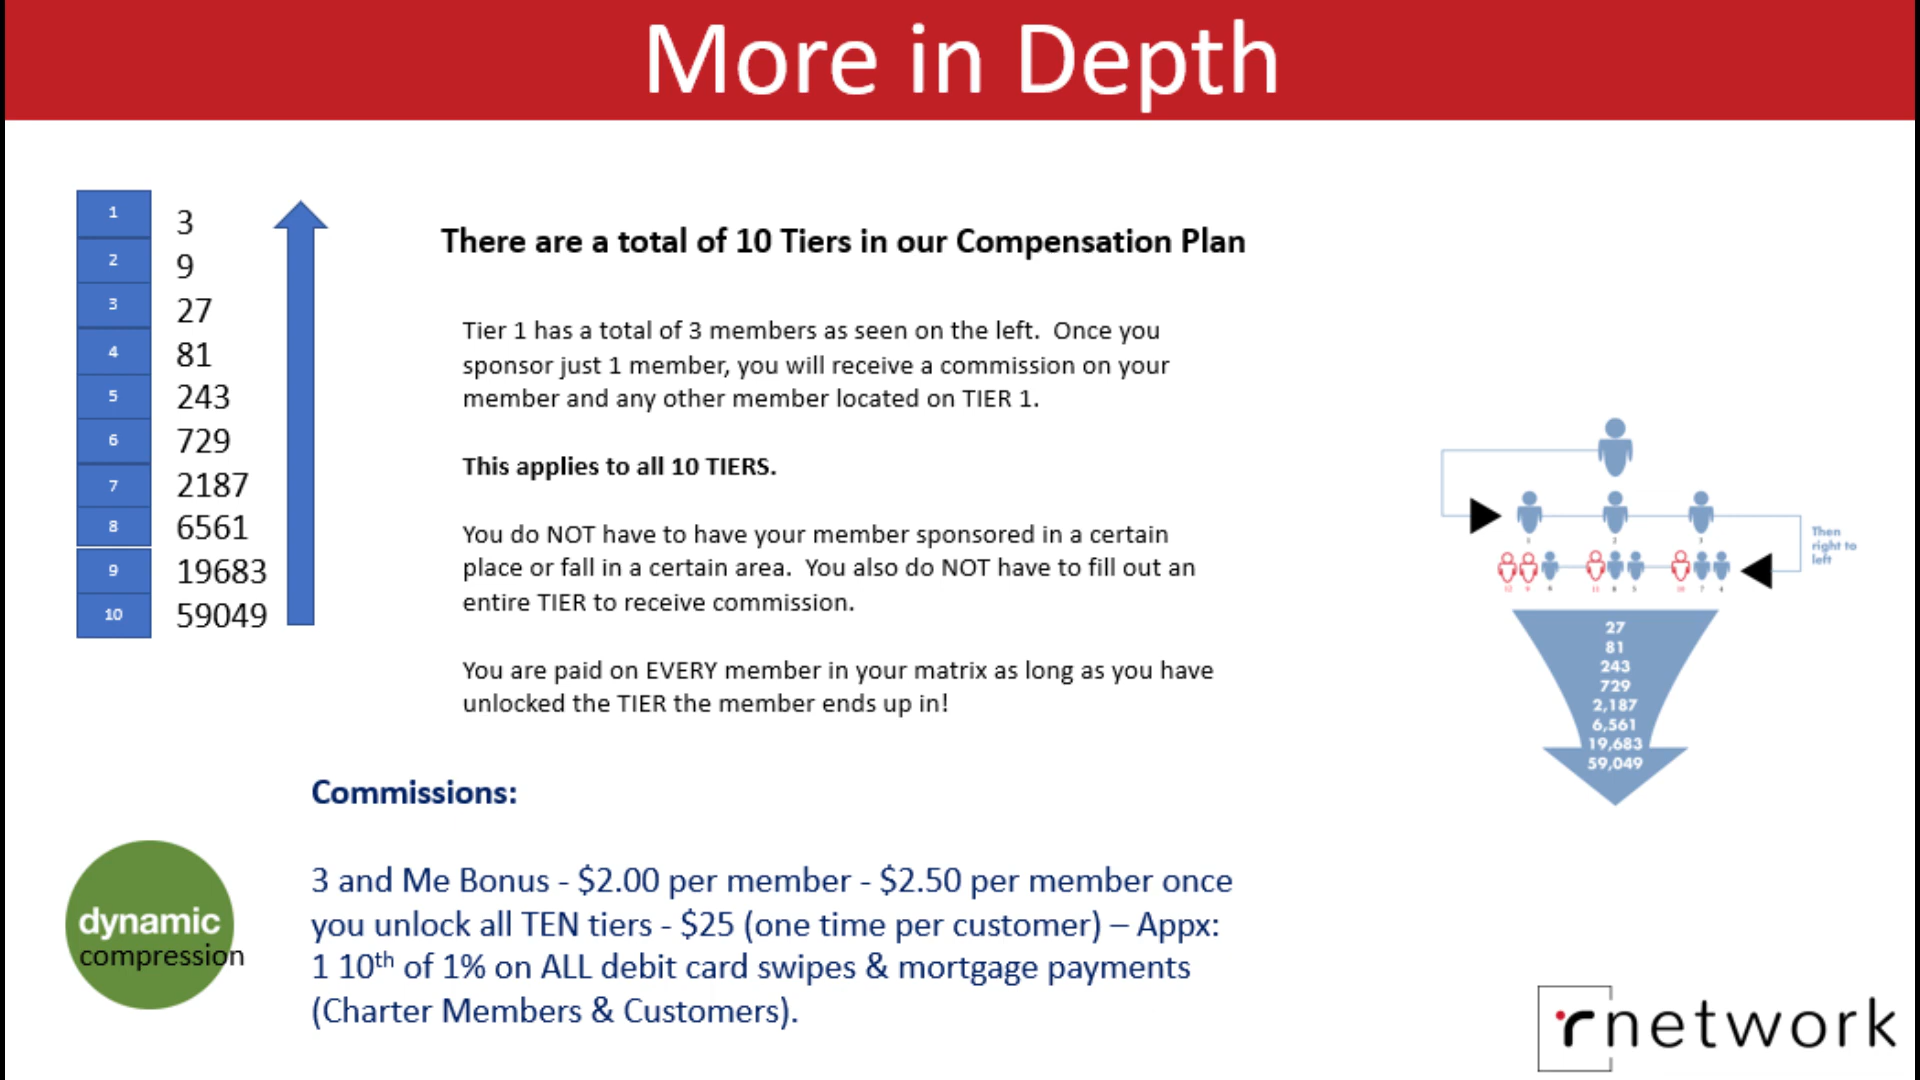 More in Depth
1 3
2 9
3 27
4 81
5 243
6 729
7 2187
8 6561
9 19683
10 59049
There are a total of 10 Tiers in our Compensation Plan
Tier 1 has a total of 3 members as seen on the left. Once you
sponsor just 1 member, you will receive a commission on your
member and any other member located on TIER 1.
This applies to all 10 TIERS.
You do NOT have to have your member sponsored in a certain
place or fall in a certain area. You also do NOT have to fill out an
entire TIER to receive commission.
You are paid on EVERY member in your matrix as long as you have
unlocked the TIER the member ends up in!
1 2 3
Then
right to
left
27
81
243
729
2,187
6,561
19,683
59,049
Commissions:
3 and Me Bonus - $2.00 per member - $2.50 per member once
you unlock all TEN tiers - $25 (one time per customer) – Appx:
1 10th of 1% on ALL debit card swipes & mortgage payments
(Charter Members & Customers).
dynamic
compression
rnetwork